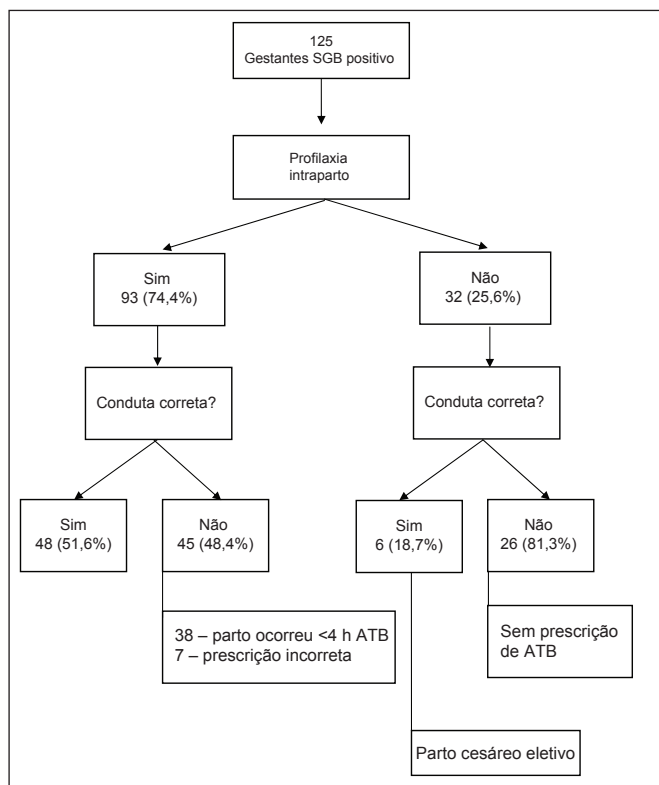 125
Gestantes SGB positivo
Profilaxia
intraparto
Sim
93 (74,4%)
Não
32 (25,6%)
Conduta correta?
Conduta correta?
Sim
48 (51,6%)
Não
45 (48,4%)
Sim
6 (18,7%)
Não
26 (81,3%)
38 – parto ocorreu <4 h ATB
7 – prescrição incorreta
Sem prescrição
de ATB
Parto cesáreo eletivo